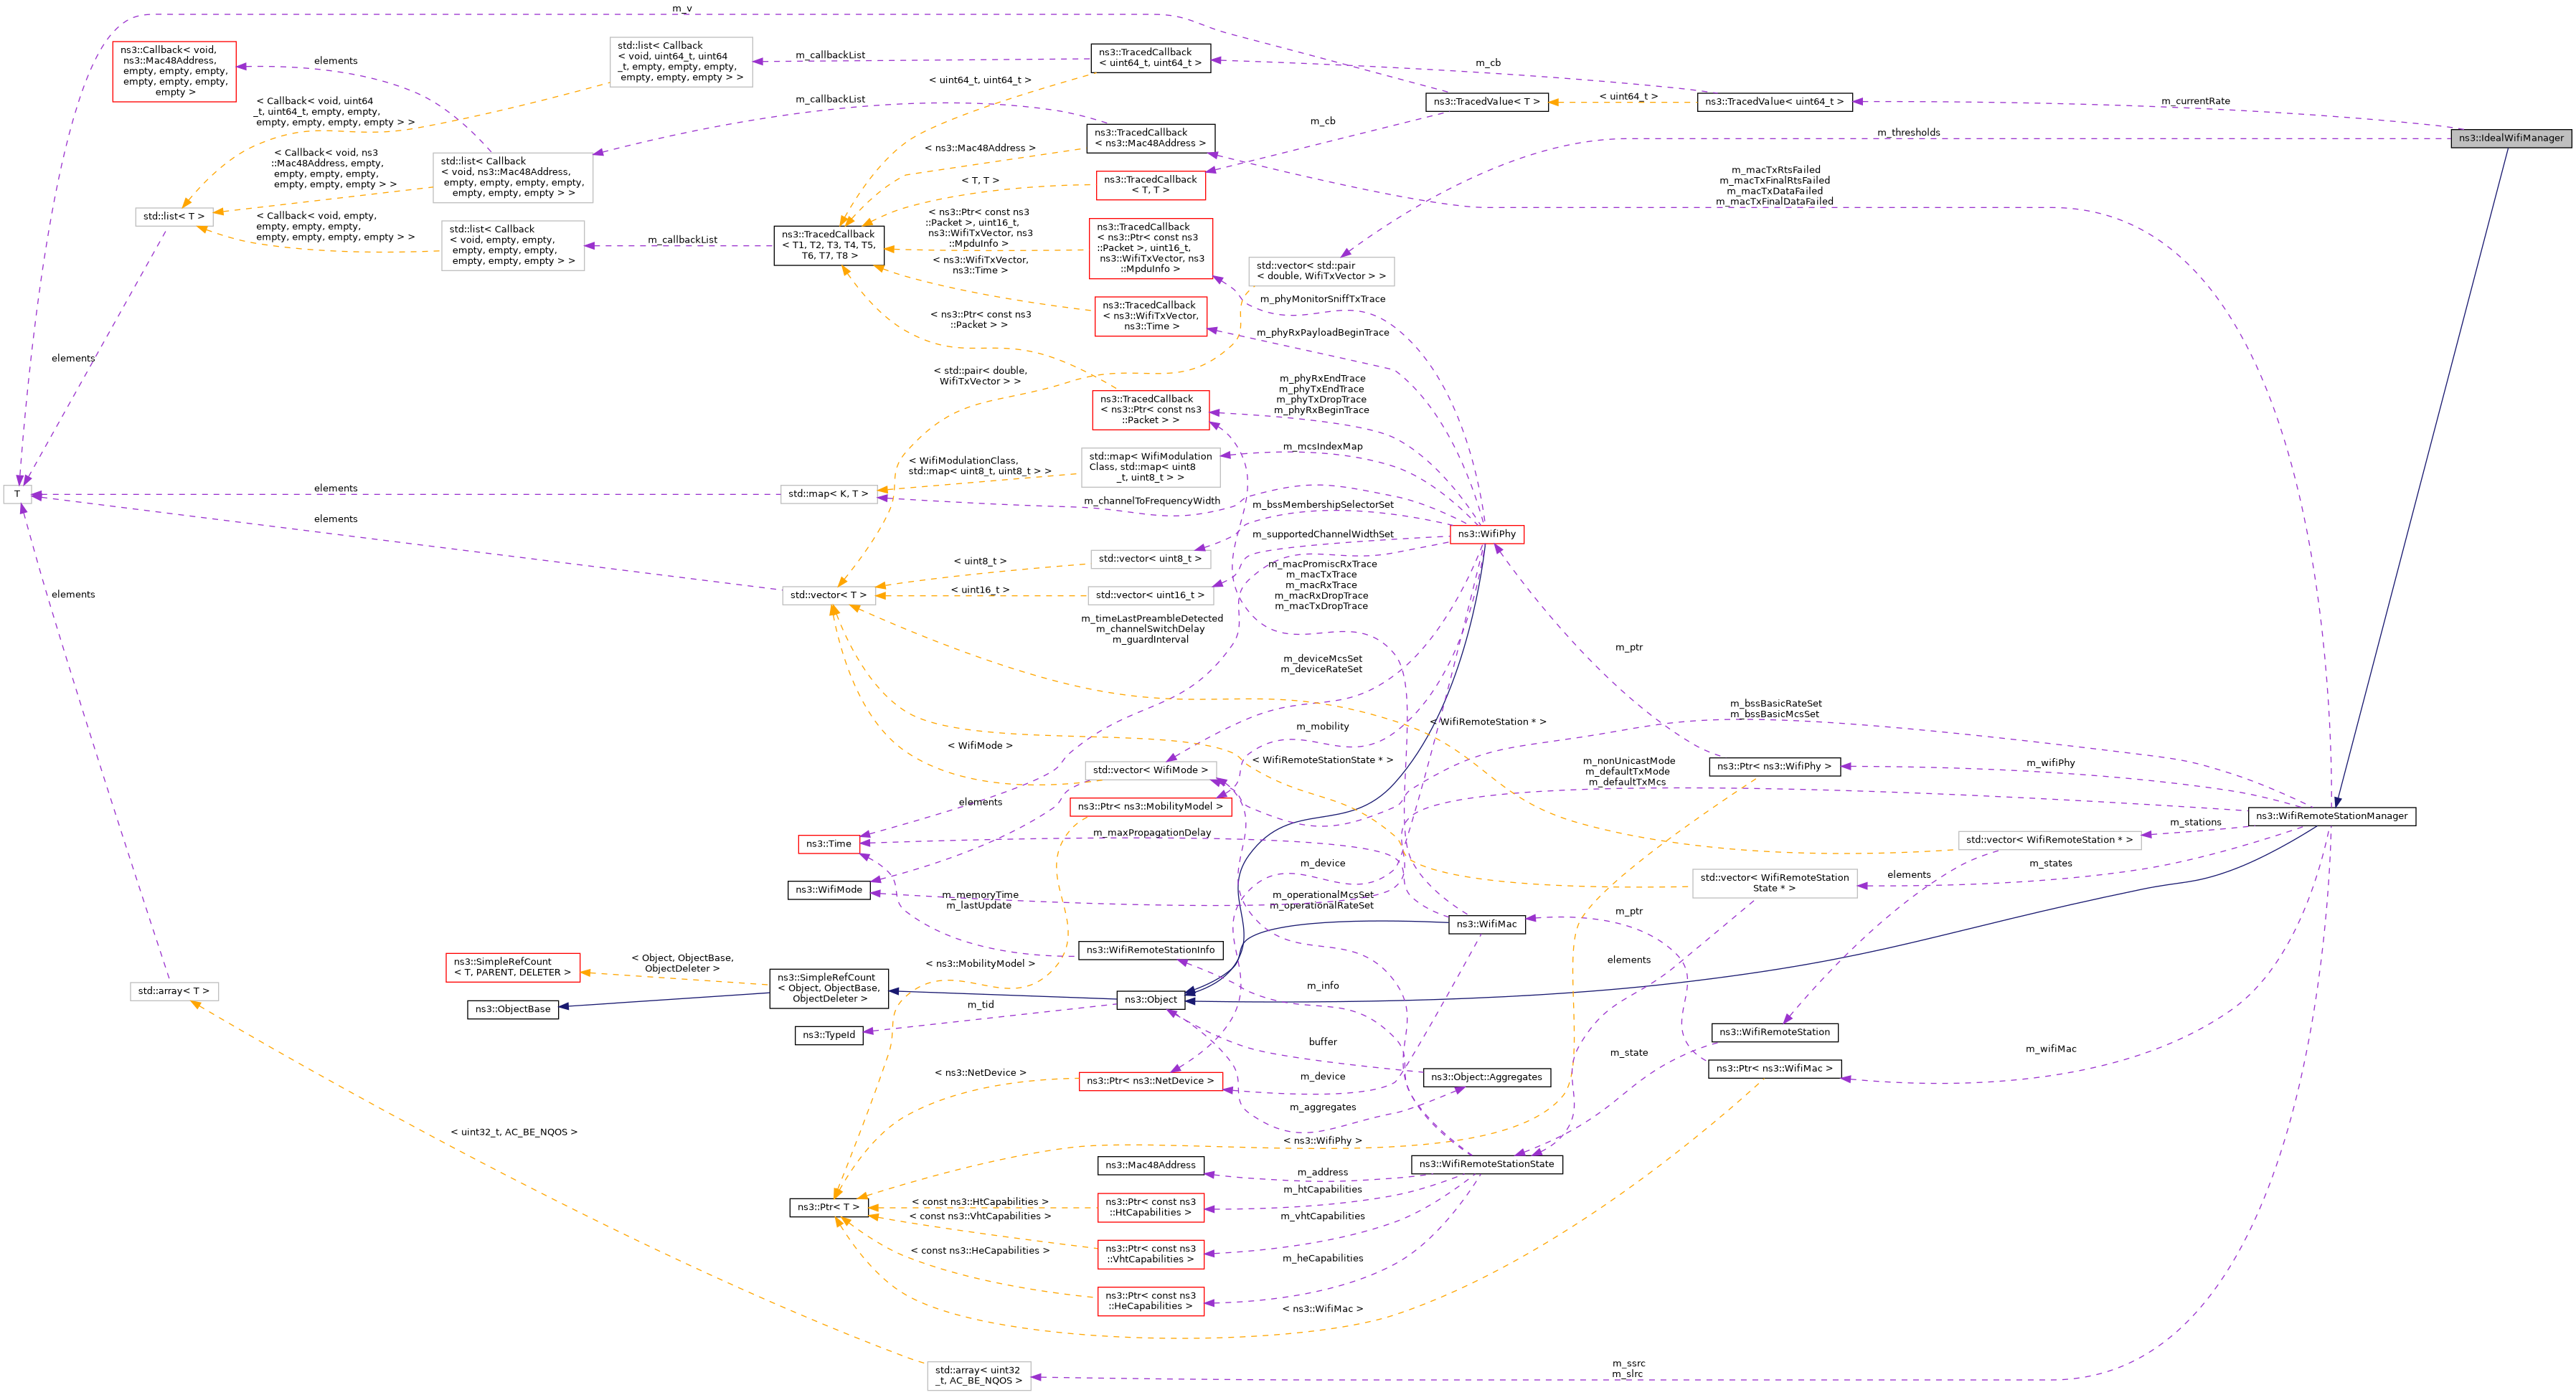 m_v
ns3::Callback< void,
ns3::Mac48Address,
empty, empty, empty,
empty, empty, empty,
empty >
elements
std::list< Callback
< void, uint64_t, uint64
_t, empty, empty, empty,
empty, empty, empty > >
m_callbackList
ns3::TracedCallback
< uint64_t, uint64_t >
m_cb
ns3::TracedValue< T >
< uint64_t >
ns3::TracedValue< uint64_t >
m_currentRate
ns3::IdealWifiManager
< uint64_t, uint64_t >
< Callback< void, uint64
_t, uint64_t, empty, empty,
empty, empty, empty, empty > >
m_callbackList
ns3::TracedCallback
< ns3::Mac48Address >
m_cb
m_thresholds
< ns3::Mac48Address >
< Callback< void, ns3
::Mac48Address, empty,
empty, empty, empty,
empty, empty, empty > >
std::list< Callback
< void, ns3::Mac48Address,
empty, empty, empty, empty,
empty, empty, empty > >
< T, T >
ns3::TracedCallback
< T, T >
m_macTxRtsFailed
m_macTxFinalRtsFailed
m_macTxDataFailed
m_macTxFinalDataFailed
std::list< T >
< Callback< void, empty,
empty, empty, empty,
empty, empty, empty, empty > >
std::list< Callback
< void, empty, empty,
empty, empty, empty,
empty, empty, empty > >
m_callbackList
ns3::TracedCallback
< T1, T2, T3, T4, T5,
T6, T7, T8 >
< ns3::Ptr< const ns3
::Packet >, uint16_t,
ns3::WifiTxVector, ns3
::MpduInfo >
ns3::TracedCallback
< ns3::Ptr< const ns3
::Packet >, uint16_t,
ns3::WifiTxVector, ns3
::MpduInfo >
std::vector< std::pair
< double, WifiTxVector > >
< ns3::WifiTxVector,
ns3::Time >
ns3::TracedCallback
< ns3::WifiTxVector,
ns3::Time >
m_phyMonitorSniffTxTrace
< ns3::Ptr< const ns3
::Packet > >
m_phyRxPayloadBeginTrace
elements
< std::pair< double,
WifiTxVector > >
ns3::TracedCallback
< ns3::Ptr< const ns3
::Packet > >
m_phyRxEndTrace
m_phyTxEndTrace
m_phyTxDropTrace
m_phyRxBeginTrace
m_mcsIndexMap
< WifiModulationClass,
std::map< uint8_t, uint8_t > >
std::map< WifiModulation
Class, std::map< uint8
_t, uint8_t > >
T
elements
std::map< K, T >
m_channelToFrequencyWidth
m_bssMembershipSelectorSet
elements
ns3::WifiPhy
m_supportedChannelWidthSet
< uint8_t >
std::vector< uint8_t >
m_macPromiscRxTrace
m_macTxTrace
m_macRxTrace
m_macRxDropTrace
m_macTxDropTrace
elements
std::vector< T >
< uint16_t >
std::vector< uint16_t >
m_timeLastPreambleDetected
m_channelSwitchDelay
m_guardInterval
m_ptr
m_deviceMcsSet
m_deviceRateSet
m_bssBasicRateSet
m_bssBasicMcsSet
m_mobility
< WifiRemoteStation * >
< WifiMode >
< WifiRemoteStationState * >
std::vector< WifiMode >
m_nonUnicastMode
m_defaultTxMode
m_defaultTxMcs
ns3::Ptr< ns3::WifiPhy >
m_wifiPhy
elements
ns3::Ptr< ns3::MobilityModel >
ns3::WifiRemoteStationManager
m_stations
m_maxPropagationDelay
ns3::Time
std::vector< WifiRemoteStation * >
m_device
m_states
std::vector< WifiRemoteStation
State * >
elements
ns3::WifiMode
m_memoryTime
m_lastUpdate
m_operationalMcsSet
m_operationalRateSet
m_ptr
ns3::WifiMac
ns3::WifiRemoteStationInfo
ns3::SimpleRefCount
< T, PARENT, DELETER >
< Object, ObjectBase,
ObjectDeleter >
< ns3::MobilityModel >
elements
ns3::SimpleRefCount
< Object, ObjectBase,
ObjectDeleter >
m_info
std::array< T >
ns3::ObjectBase
ns3::Object
m_tid
ns3::TypeId
buffer
ns3::WifiRemoteStation
m_state
m_wifiMac
< ns3::NetDevice >
ns3::Ptr< ns3::NetDevice >
m_device
ns3::Object::Aggregates
ns3::Ptr< ns3::WifiMac >
m_aggregates
< uint32_t, AC_BE_NQOS >
< ns3::WifiPhy >
ns3::Mac48Address
m_address
ns3::WifiRemoteStationState
ns3::Ptr< T >
< const ns3::HtCapabilities >
ns3::Ptr< const ns3
::HtCapabilities >
m_htCapabilities
< const ns3::VhtCapabilities >
m_vhtCapabilities
ns3::Ptr< const ns3
::VhtCapabilities >
< const ns3::HeCapabilities >
m_heCapabilities
ns3::Ptr< const ns3
::HeCapabilities >
< ns3::WifiMac >
std::array< uint32
_t, AC_BE_NQOS >
m_ssrc
m_slrc